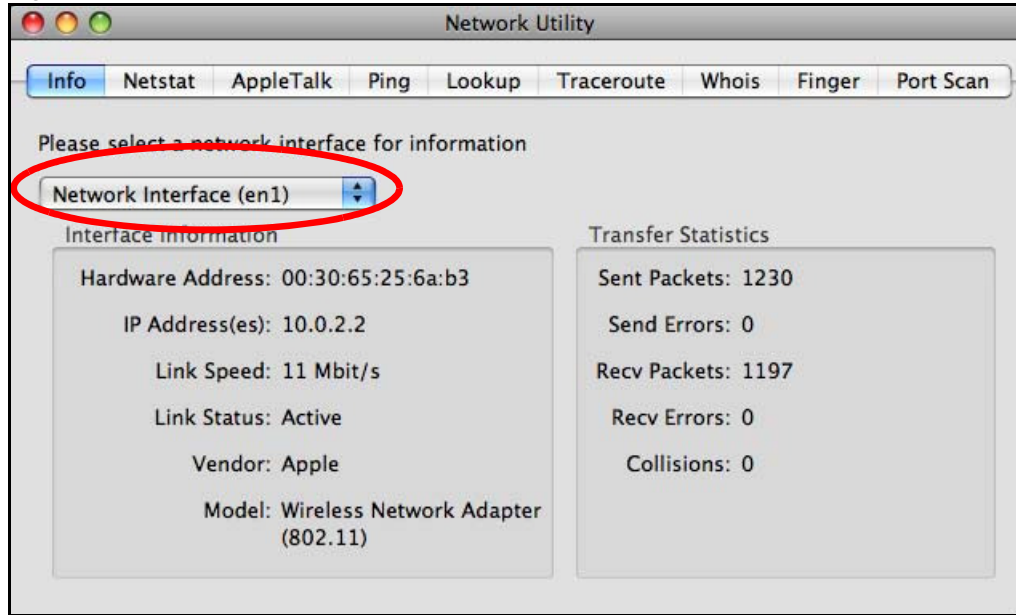 Network Utility
Info Netstat AppleTalk Ping Lookup Traceroute Whois Finger Port Scan
Please select a network interface for information
Network Interface (en1)
Interface Information
Hardware Address: 00:30:65:25:6a:b3
IP Address(es): 10.0.2.2
Link Speed: 11 Mbit/s
Link Status: Active
Vendor: Apple
Model: Wireless Network Adapter
(802.11)
Transfer Statistics
Sent Packets: 1230
Send Errors: 0
Recv Packets: 1197
Recv Errors: 0
Collisions: 0